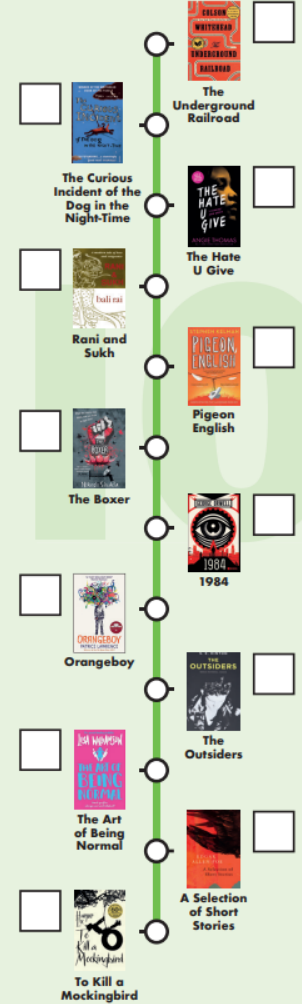 COLSON
WHITEHEAD
THE
UNDERGROUND
RAILROAD
The
Underground
Railroad
The Curious
Incident of the
Dog in the
Night-Time
THE
HATE
U
GIVE
ANGIE THOMAS
The Hate
U Give
bali rai
Rani and
Sukh
STEPHEN KELMAN
PIGEON
ENGLISH
Pigeon
English
BOXER
The Boxer
GEORGE ORWELL
1984
1984
ORANGEBOY
PATRICE LAWRENCE
Orangeboy
THE
OUTSIDERS
The
Outsiders
LISA WILLIAMSON
THE ART OF
BEING
NORMAL
The Art
of Being
Normal
A Selection
of Short
Stories
Harper
To
Kill a
Mockingbird
To Kill a
Mockingbird
10